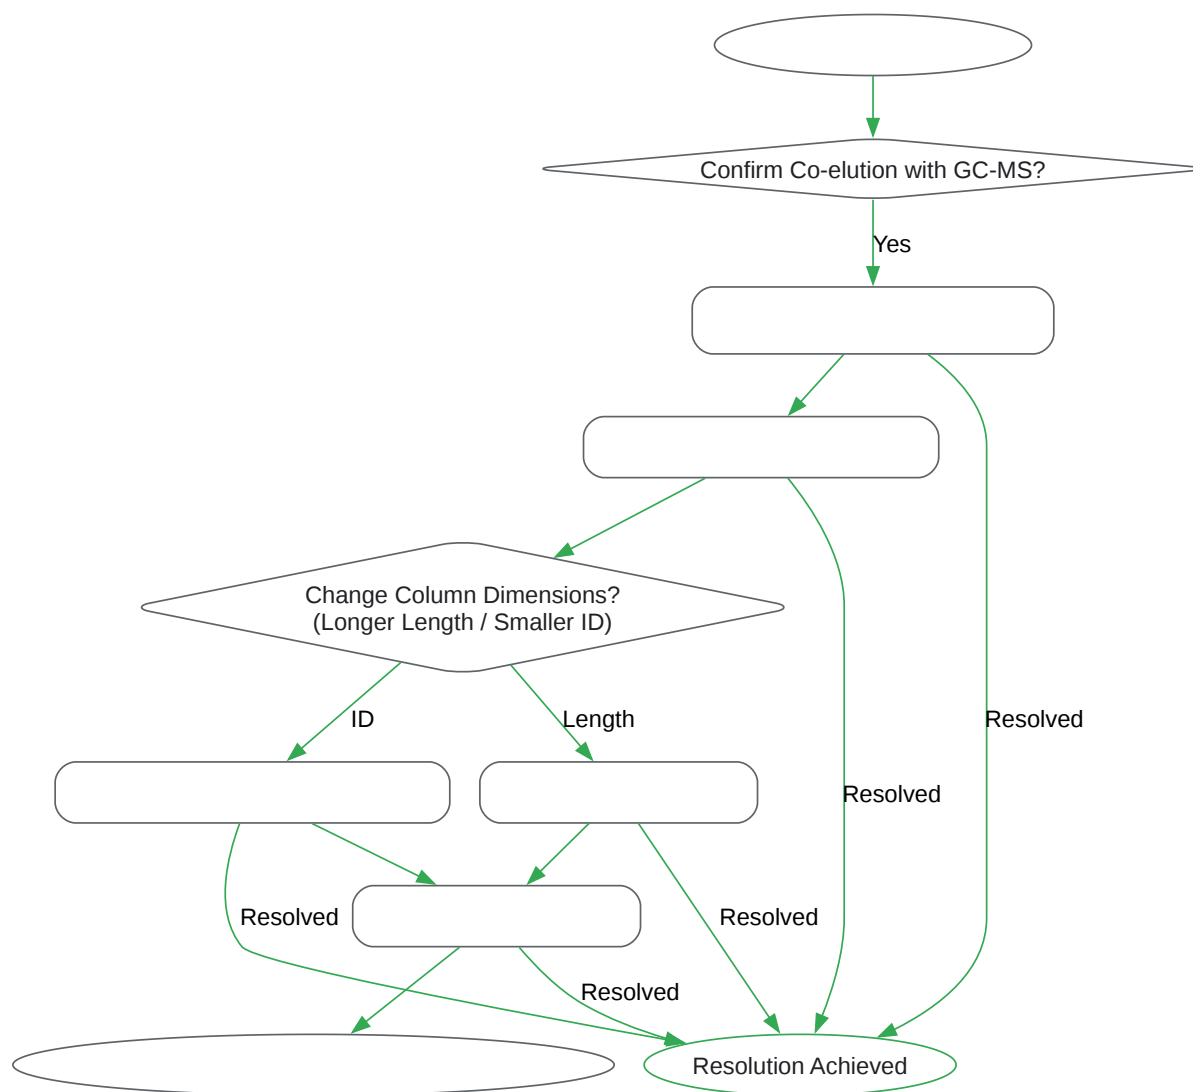 Confirm Co-elution with GC-MS?
Yes
Change Column Dimensions?
(Longer Length / Smaller ID)
ID
Length
Resolved
Resolved
Resolved
Resolved
Resolved
Resolution Achieved